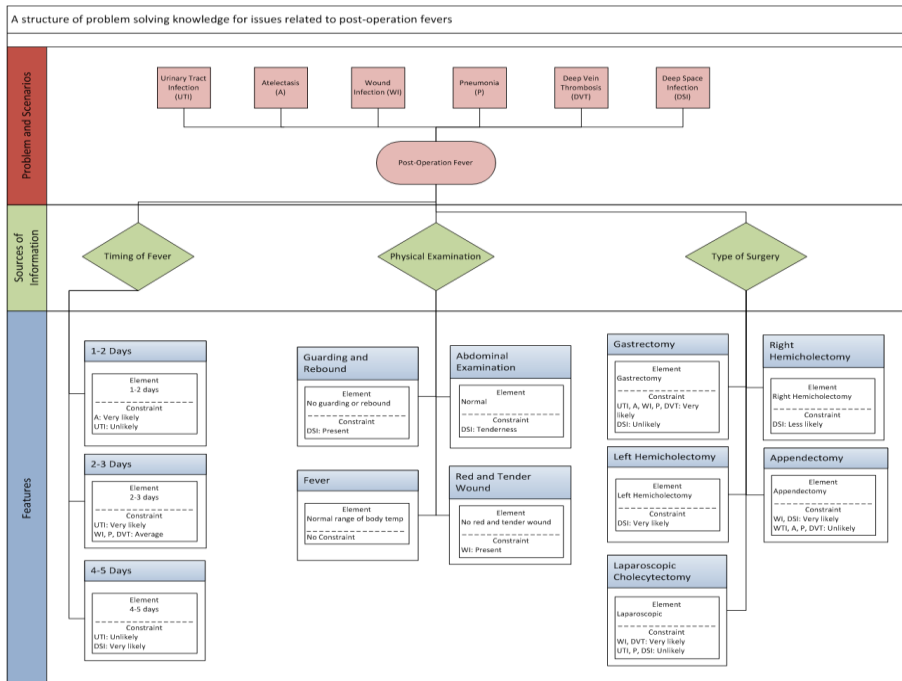 A structure of problem solving knowledge for issues related to post-operation fevers
Problem and Scenarios
Urinary Tract
Infection
(UTI)
Atelectasis
(A)
Wound
Infection (WI)
Pneumonia
(P)
Deep Vein
Thrombosis
(DVT)
Deep Space
Infection
(DSI)
Post-Operation Fever
Sources of
Information
Timing of Fever
Physical Examination
Type of Surgery
Features
1-2 Days
Element
1-2 days
Constraint
A: Very likely
UTI: Unlikely
2-3 Days
Element
2-3 days
Constraint
UTI: Very likely
WI, P, DVT: Average
4-5 Days
Element
4-5 days
Constraint
UTI: Unlikely
DSI: Very likely
Guarding and
Rebound
Element
No guarding or rebound
Constraint
DSI: Present
Abdominal
Examination
Element
Normal
Constraint
DSI: Tenderness
Fever
Element
Normal range of body temp
No Constraint
Red and Tender
Wound
Element
No red and tender wound
Constraint
WI: Present
Gastrectomy
Element
Gastrectomy
Constraint
UTI, A, WI, P, DVT: Very
likely
DSI: Unlikely
Right
Hemicholectomy
Element
Right Hemicholectomy
Constraint
DSI: Less likely
Left Hemicholectomy
Element
Left Hemicholectomy
Constraint
DSI: Very likely
Appendectomy
Element
Appendectomy
Constraint
WI, DSI: Very likely
WTI, A, P, DVT: Unlikely
Laparoscopic
Cholecytectomy
Element
Laparoscopic
Constraint
WI, DVT: Very likely
UTI, P, DSI: Unlikely